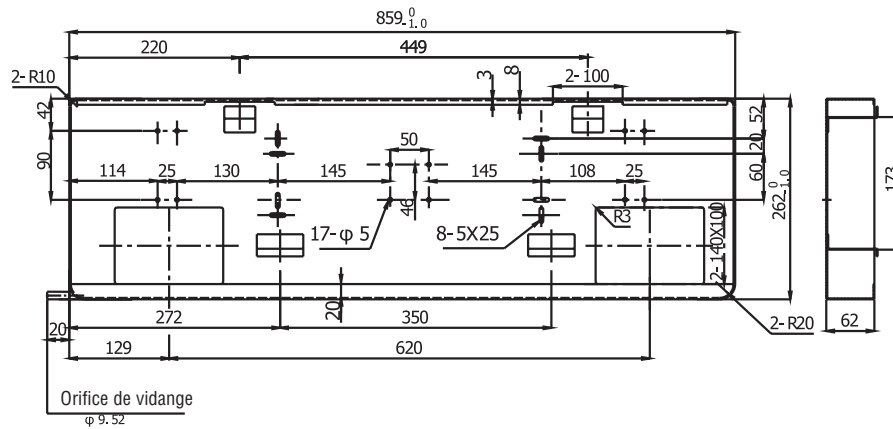 859 0 -1.0
220
449
2-R10
3
8
2-100
42
52
20
50
90
114
25
130
145
145
108
25
60
262 0 -1.0
173
46
17-φ 5
8-5X25
R3
2-140X100
20
272
350
2-R20
62
20
129
620
Orifice de vidange
φ 9.52